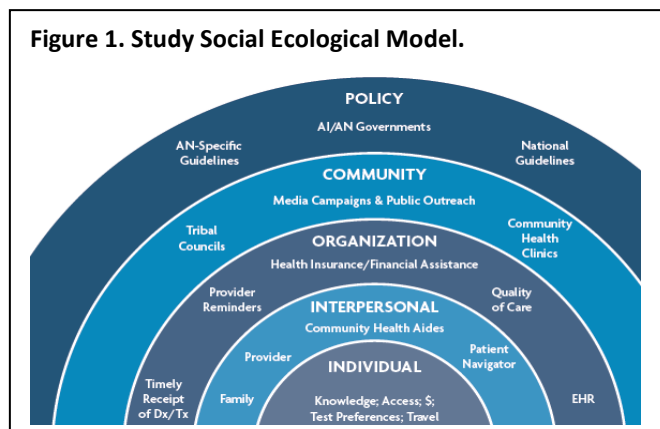 Figure 1. Study Social Ecological Model.
POLICY
AI/AN Governments
AN-Specific
Guidelines
National
Guidelines
COMMUNITY
Media Campaigns & Public Outreach
Tribal
Councils
Community
Health
Clinics
ORGANIZATION
Health Insurance/Financial Assistance
Provider
Reminders
Quality
of Care
INTERPERSONAL
Community Health Aides
Provider
Patient
Navigator
INDIVIDUAL
Timely
Receipt
of Dx/Tx
Family
Knowledge; Access; $;
Test Preferences; Travel
EHR